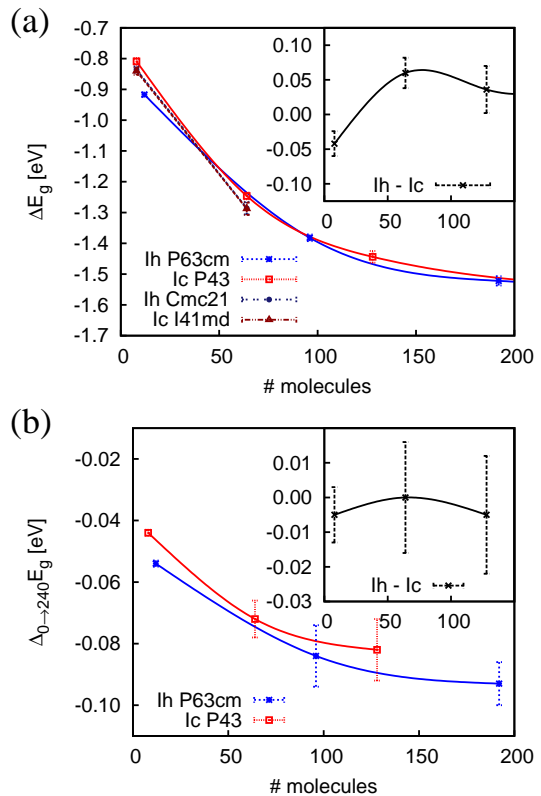 (a)
-0.7
-0.8
-0.9
-1.0
-1.1
-1.2
-1.3
-1.4
-1.5
-1.6
-1.7
ΔEg [eV]
0 50 100 150 200
# molecules
Ih P63cm
Ic P43
Ih Cmc21
Ic I41md
0.10
0.05
0.00
-0.05
-0.10
Ih - Ic
0 50 100
(b)
-0.02
-0.04
-0.06
-0.08
-0.10
Δ0→240Eg [eV]
0 50 100 150 200
# molecules
Ih P63cm
Ic P43
0.01
0.00
-0.01
-0.02
-0.03
Ih - Ic
0 50 100